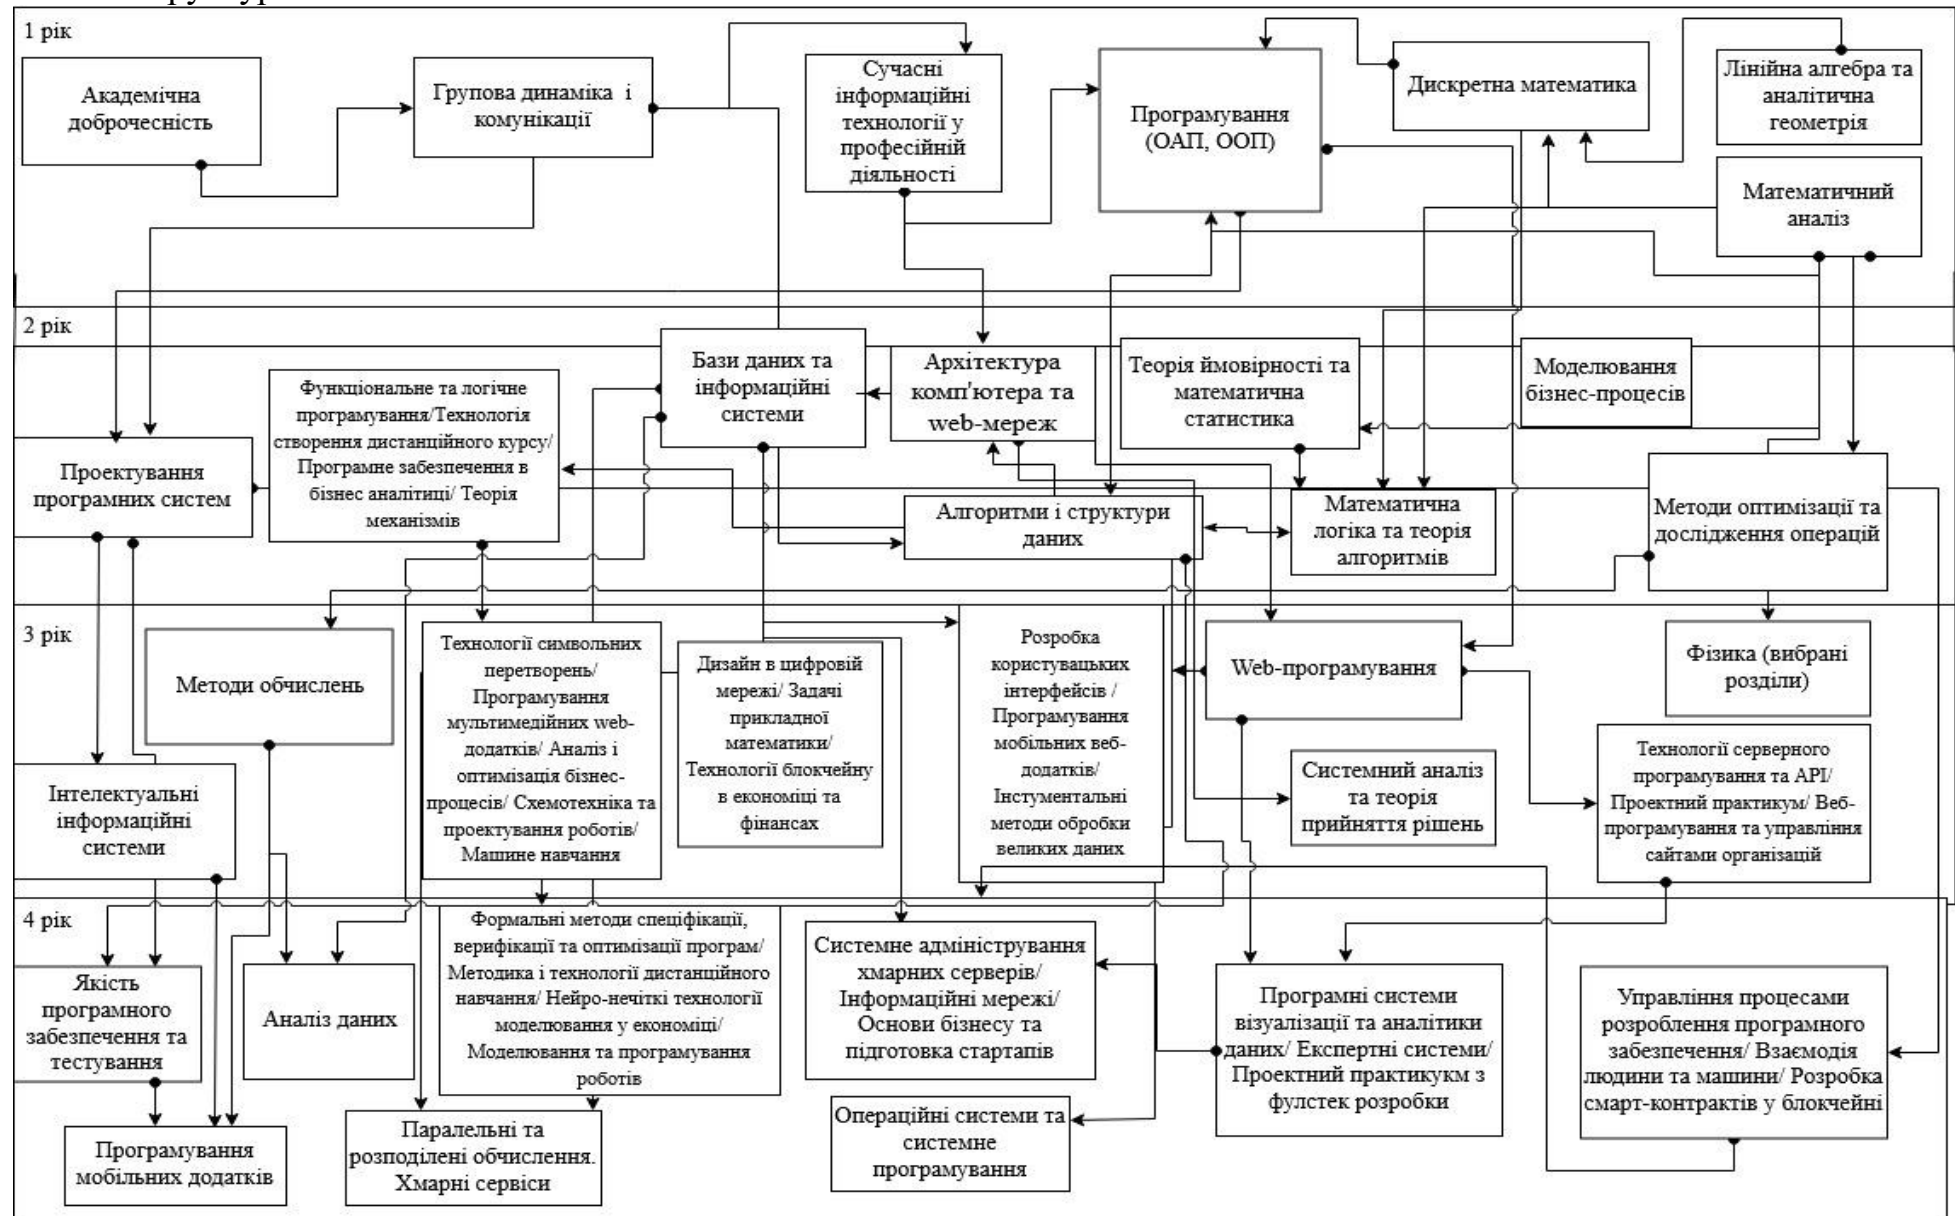 1 рік
Академічна
доброчесність
Групова динаміка і
комунікації
Сучасні
інформаційні
технології у
професійній
діяльності
Програмування
(ОАП, ООП)
Дискретна математика
Лінійна алгебра та
аналітична
геометрія
Математичний
аналіз
2 рік
Проектування
програмних систем
Функціональне та логічне
програмування/Технологія
створення дистанційного курсу/
Програмне забезпечення в
бізнес аналітиці/ Теорія
механізмів
Бази даних та
інформаційні
системи
Архітектура
комп'ютера та
web-мереж
Теорія ймовірності та
математична
статистика
Моделювання
бізнес-процесів
Алгоритми і структури
даних
Математична
логіка та теорія
алгоритмів
Методи оптимізації та
дослідження операцій
3 рік
Методи обчислень
Технології символьних
перетворень/
Програмування
мультимедійних web-
додатків/ Аналіз і
оптимізація бізнес-
процесів/ Схемотехніка та
проектування роботів/
Машине навчання
Дизайн в цифровій
мережі/ Задачі
прикладної
математики/
Технології блокчейну
в економіці та
фінансах
Розробка
користувацьких
інтерфейсів /
Програмування
мобільних веб-
додатків/
Інстументальні
методи обробки
великих даних
Web-програмування
Фізика (вибрані
розділи)
Системний аналіз
та теорія
прийняття рішень
Технології серверного
програмування та API/
Проектний практикум/ Веб-
програмування та управління
сайтами організацій
Інтелектуальні
інформаційні
системи
4 рік
Якість
програмного
забезпечення та
тестування
Аналіз даних
Формальні методи специфікації,
верифікації та оптимізації програм/
Методика і технології дистанційного
навчання/ Нейро-нечіткі технології
моделювання у економіці/
Моделювання та програмування
роботів
Системне адміністрування
хмарних серверів/
Інформаційні мережі/
Основи бізнесу та
підготовка стартапів
Програмні системи
візуалізації та аналітики
даних/ Експертні системи/
Проектний практикукм з
фулстек розробки
Управління процесами
розроблення програмного
забезпечення/ Взаємодія
людини та машини/ Розробка
смарт-контрактів у блокчейні
Програмування
мобільних додатків
Паралельні та
розподілені обчислення.
Хмарні сервіси
Операційні системи та
системне
програмування